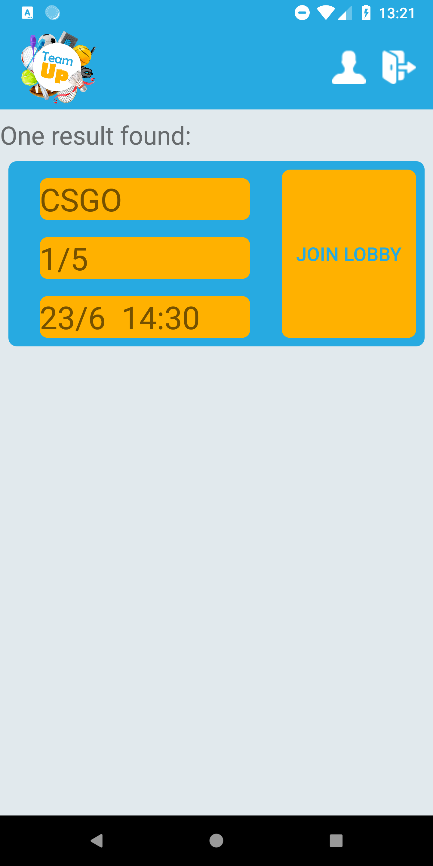 13:21
Team
Up
One result found:
CSGO
1/5
23/6 14:30
JOIN LOBBY